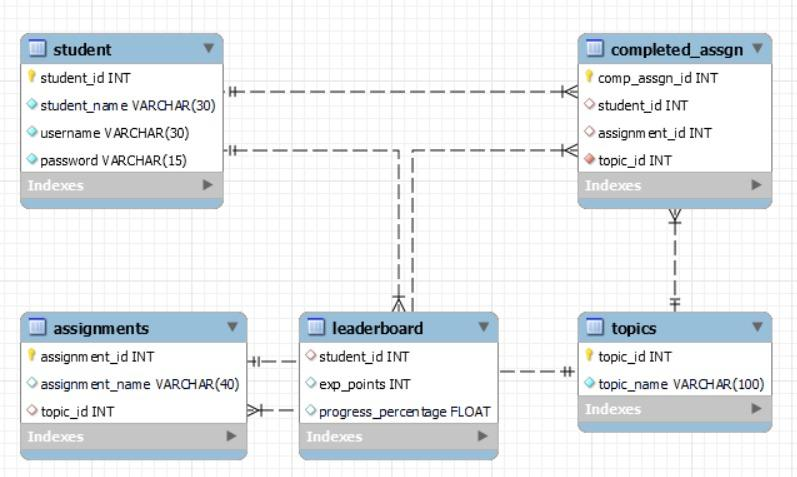 student
student_id INT
student_name VARCHAR(30)
username VARCHAR(30)
password VARCHAR(15)
Indexes
completed_assgn
comp_assgn_id INT
student_id INT
assignment_id INT
topic_id INT
Indexes
assignments
assignment_id INT
assignment_name VARCHAR(40)
topic_id INT
Indexes
leaderboard
student_id INT
exp_points INT
progress_percentage FLOAT
Indexes
topics
topic_id INT
topic_name VARCHAR(100)
Indexes